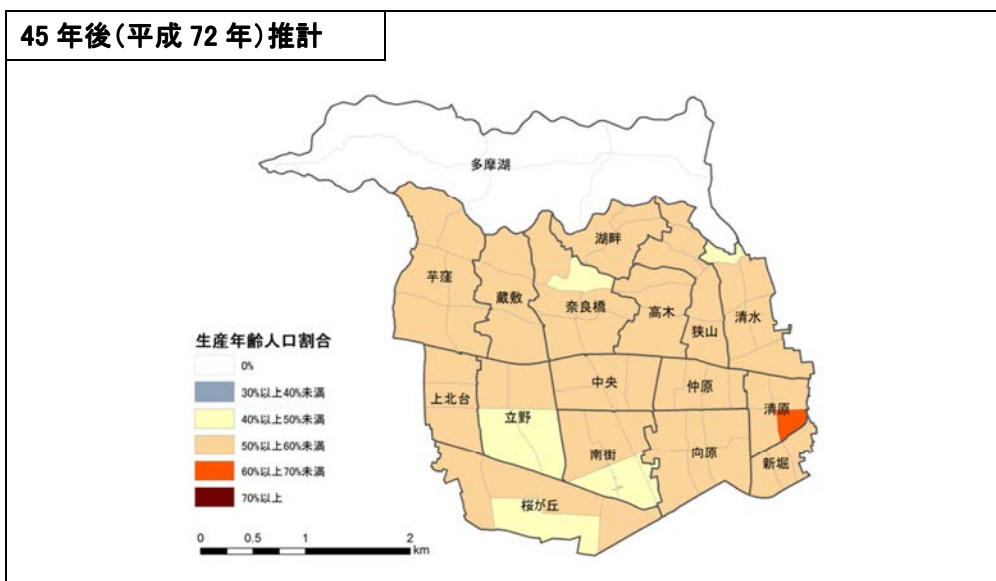 45年後(平成72年)推計
多摩湖
湖畔
芋窪
蔵敷
奈良橋
高木
狭山
清水
上北台
立野
中央
仲原
清原
南街
向原
新堀
桜が丘
生産年齢人口割合
0%
30%以上40%未満
40%以上50%未満
50%以上60%未満
60%以上70%未満
70%以上
0 0.5 1 2
km